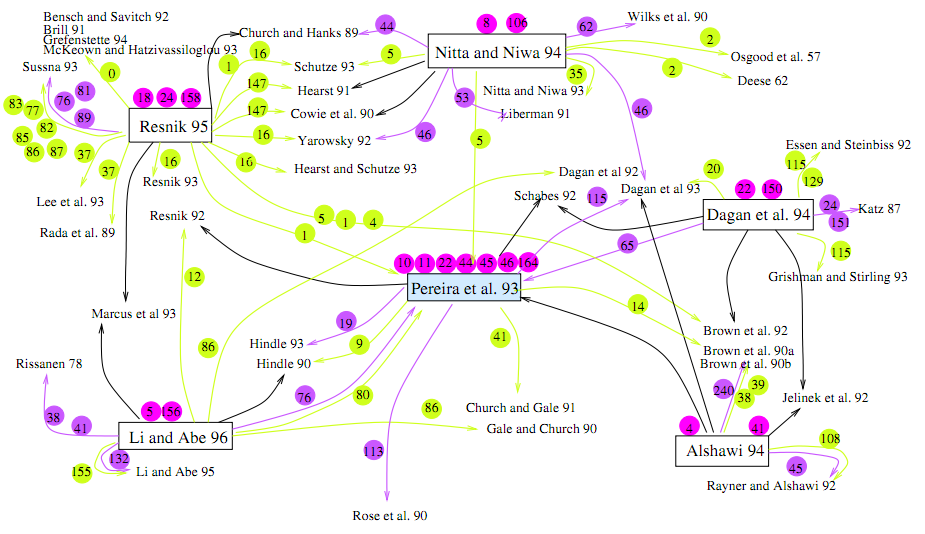 Bensch and Savitch 92
Brill 91
Grefenstette 94
McKeown and Hatzivassiloglou 93
Sussna 93
Church and Hanks 89
44
8
106
62
Wilks et al. 90
2
Osgood et al. 57
2
Deese 62
Nitta and Niwa 94
16
5
1
Schutze 93
0
83
77
76
81
18
24
158
147
Hearst 91
53
Nitta and Niwa 93
35
46
89
82
Resnik 95
147
Cowie et al. 90
Liberman 91
85
86
87
37
16
Yarowsky 92
46
5
Essen and Steinbiss 92
37
16
16
Hearst and Schutze 93
Dagan et al 92
20
115
129
Resnik 93
Schabes 92
115
Dagan et al 93
22
150
Lee et al. 93
Resnik 92
Dagan et al. 94
24
151
Katz 87
Rada et al. 89
5
1
4
1
65
115
12
10
11
22
44
45
46
164
Grishman and Stirling 93
Pereira et al. 93
14
Marcus et al 93
19
Brown et al. 92
86
Hindle 93
9
41
Brown et al. 90a
Rissanen 78
Hindle 90
Brown et al. 90b
76
80
240
38
39
Jelinek et al. 92
38
41
5
156
86
Church and Gale 91
Li and Abe 96
Gale and Church 90
4
41
108
132
113
Alshawi 94
45
155
Li and Abe 95
Rayner and Alshawi 92
Rose et al. 90